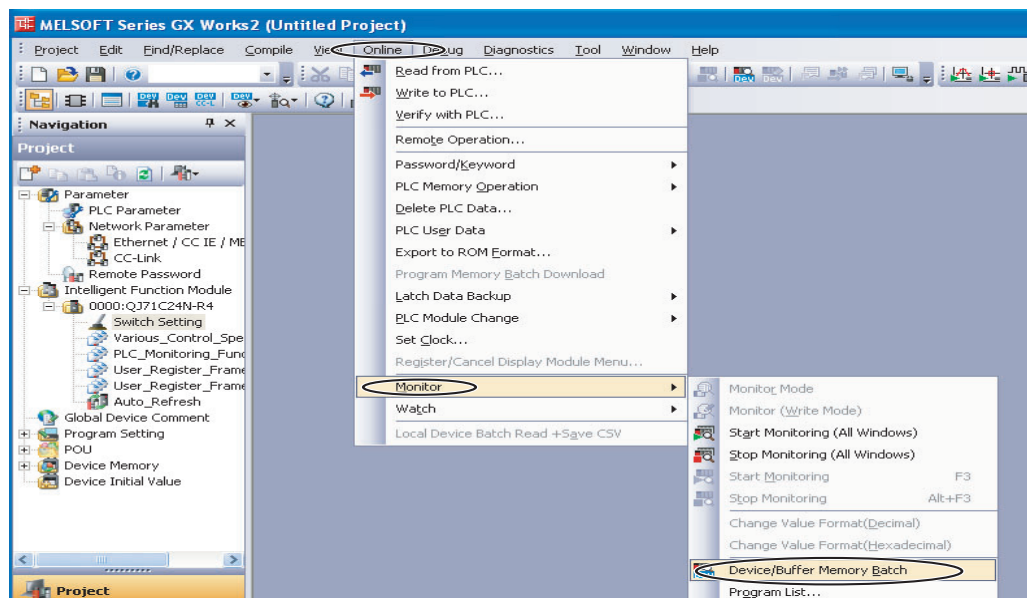 MELSOFT Series GX Works2 (Untitled Project)
Project Edit Find/Replace Compile View Online Debug Diagnostics Tool Window Help
Navigation
Project
Parameter
PLC Parameter
Network Parameter
Ethernet / CC IE / ME
CC-Link
Remote Password
Intelligent Function Module
0000:QJ71C24N-R4
Switch Setting
Various_Control_Spe
PLC_Monitoring_Func
User_Register_Frame
User_Register_Frame
Auto_Refresh
Global Device Comment
Program Setting
POU
Device Memory
Device Initial Value
Project
Read from PLC...
Write to PLC...
Verify with PLC...
Remote Operation...
Password/Keyword
PLC Memory Operation
Delete PLC Data...
PLC User Data
Export to ROM Format...
Program Memory Batch Download
Latch Data Backup
PLC Module Change
Set Clock...
Register/Cancel Display Module Menu...
Monitor
Watch
Local Device Batch Read +Save CSV
Monitor Mode
Monitor (Write Mode)
Start Monitoring (All Windows)
Stop Monitoring (All Windows)
Start Monitoring F3
Stop Monitoring Alt+F3
Change Value Format(Decimal)
Change Value Format(Hexadecimal)
Device/Buffer Memory Batch
Program List...